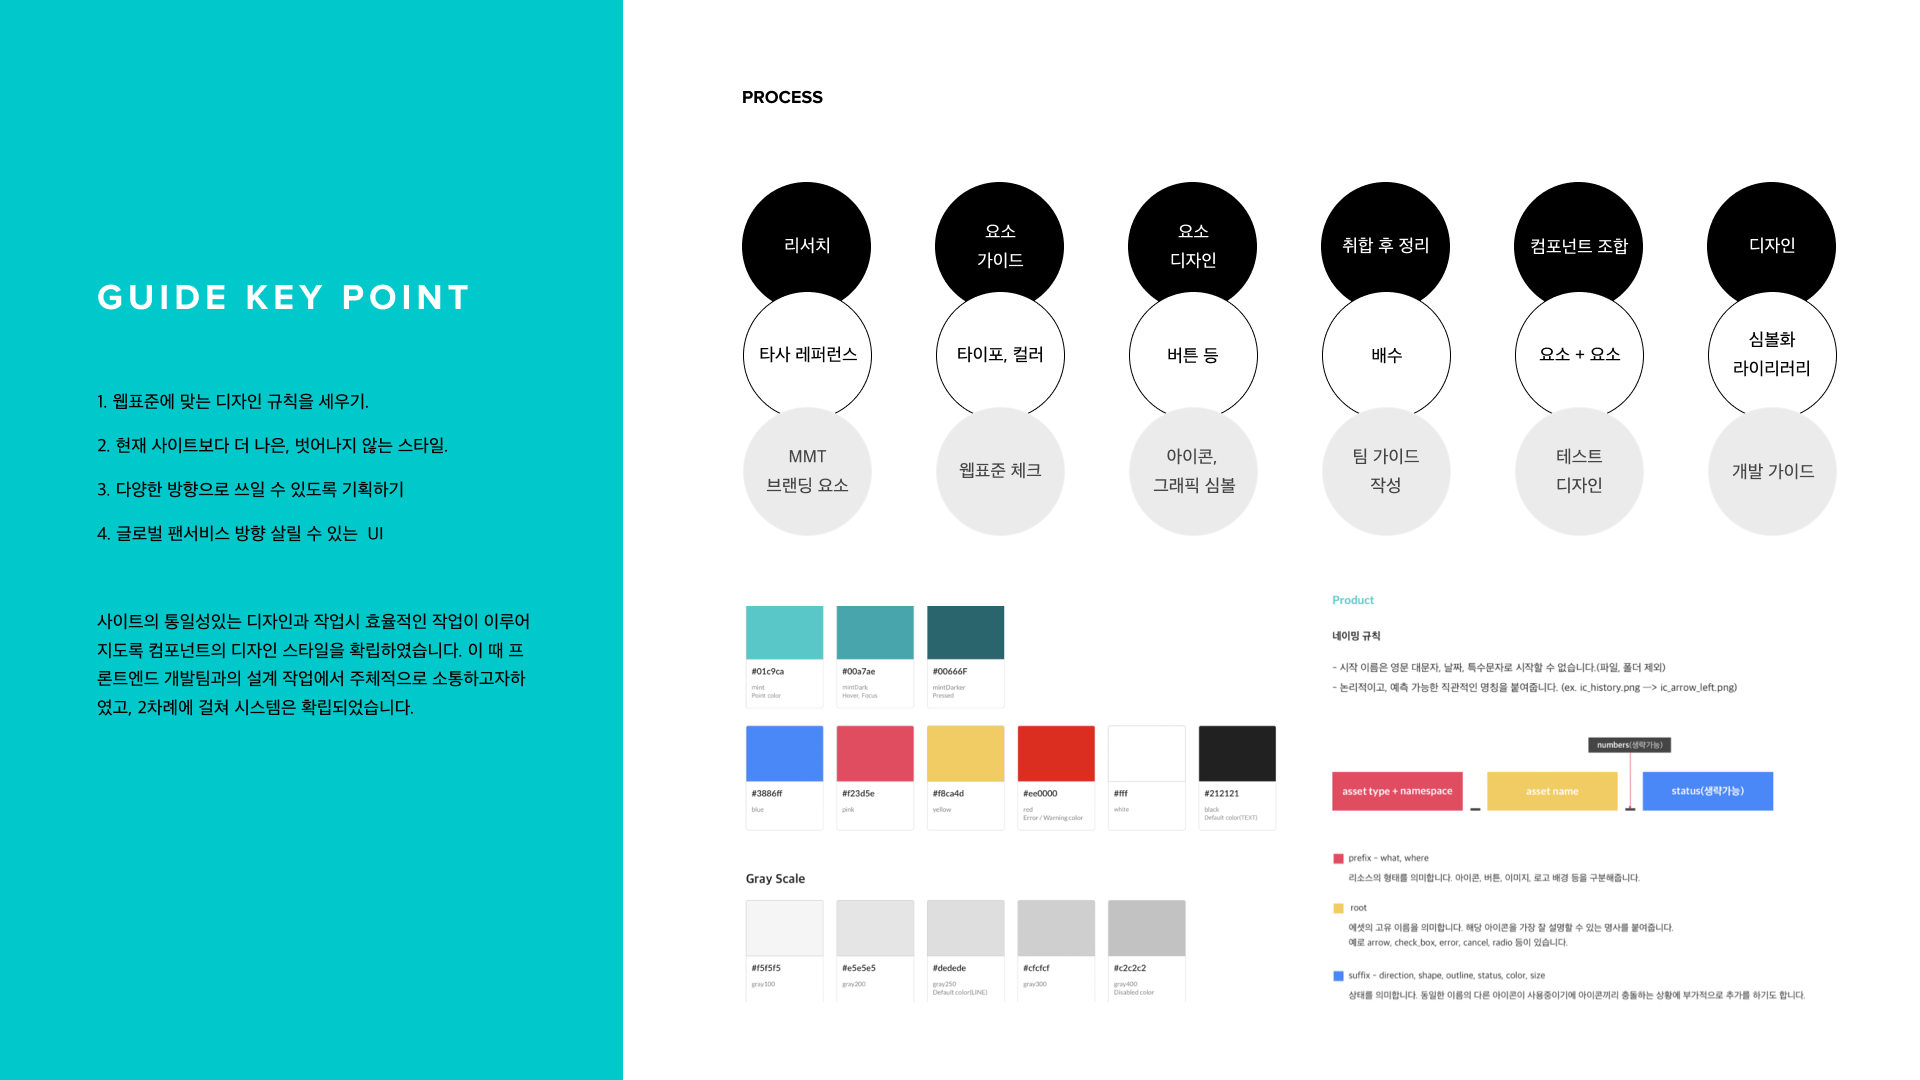 GUIDE KEY POINT
1. 웹표준에 맞는 디자인 규칙을 세우기.
2. 현재 사이트보다 더 나은, 벗어나지 않는 스타일.
3. 다양한 방향으로 쓰일 수 있도록 기획하기
4. 글로벌 팬서비스 방향 살릴 수 있는 UI
사이트의 통일성있는 디자인과 작업시 효율적인 작업이 이루어
지도록 컴포넌트의 디자인 스타일을 확립하였습니다. 이 때 프
론트엔드 개발팀과의 설계 작업에서 주체적으로 소통하고자하
였고, 2차례에 걸쳐 시스템은 확립되었습니다.
PROCESS
리서치
타사 레퍼런스
MMT
브랜딩 요소
요소
가이드
타이포, 컬러
웹표준 체크
요소
디자인
버튼 등
아이콘,
그래픽 심볼
취합 후 정리
배수
팀 가이드
작성
컴포넌트 조합
요소 + 요소
테스트
디자인
디자인
심볼화
라이리러리
개발 가이드
#01c9ca
mint
Point color
#00a7ae
mintDark
Hover, Focus
#00666F
mintDarker
Pressed
#3886ff
blue
#f23d5e
pink
#f8ca4d
yellow
#ee0000
red
Error / Warning color
#fff
white
#212121
black
Default color(TEXT)
Gray Scale
#f5f5f5
gray100
#e5e5e5
gray200
#dedede
gray250
Default color(LINE)
#cfcfcf
gray300
#c2c2c2
gray400
Disabled color
Product
네이밍 규칙
- 시작 이름은 영문 대문자, 날짜, 특수문자로 시작할 수 없습니다.(파일, 폴더 제외)
- 논리적이고, 예측 가능한 직관적인 명칭을 붙여줍니다. (ex. ic_history.png —> ic_arrow_left.png)
numbers(생략가능)
asset type + namespace _ asset name _ status(생략가능)
prefix - what, where
리소스의 형태를 의미합니다. 아이콘, 버튼, 이미지, 로고 배경 등을 구분해줍니다.
root
에셋의 고유 이름을 의미합니다. 해당 아이콘을 가장 잘 설명할 수 있는 명사를 붙여줍니다.
예로 arrow, check_box, error, cancel, radio 등이 있습니다.
suffix - direction, shape, outline, status, color, size
상태를 의미합니다. 동일한 이름의 다른 아이콘이 사용중이기에 아이콘끼리 충돌하는 상황에 부가적으로 추가를 하기도 합니다.